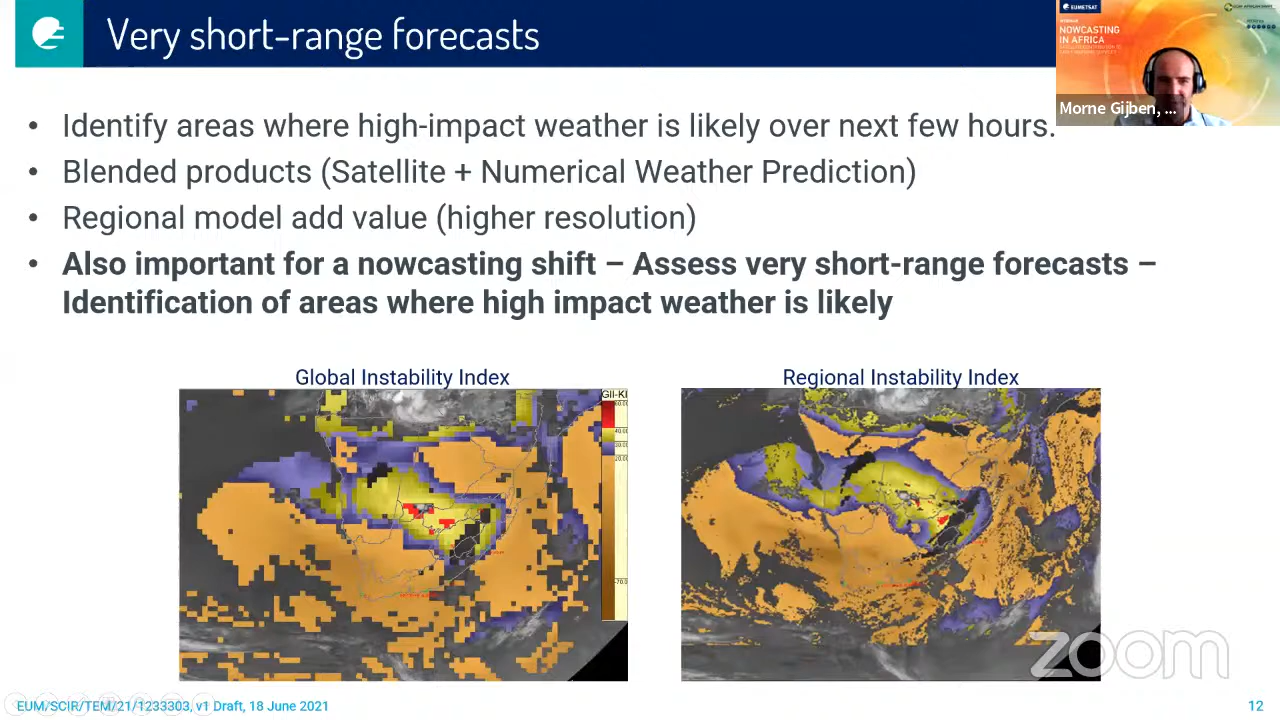 Very short-range forecasts
EUMETSAT
NOWCASTING
IN AFRICA
Morne Gijben, ...
• Identify areas where high-impact weather is likely over next few hours.
• Blended products (Satellite + Numerical Weather Prediction)
• Regional model add value (higher resolution)
• Also important for a nowcasting shift – Assess very short-range forecasts –
Identification of areas where high impact weather is likely
Global Instability Index
Regional Instability Index
GII-KI
zoom
EUM/SCIR/TEM/21/1233303, v1 Draft, 18 June 2021
12